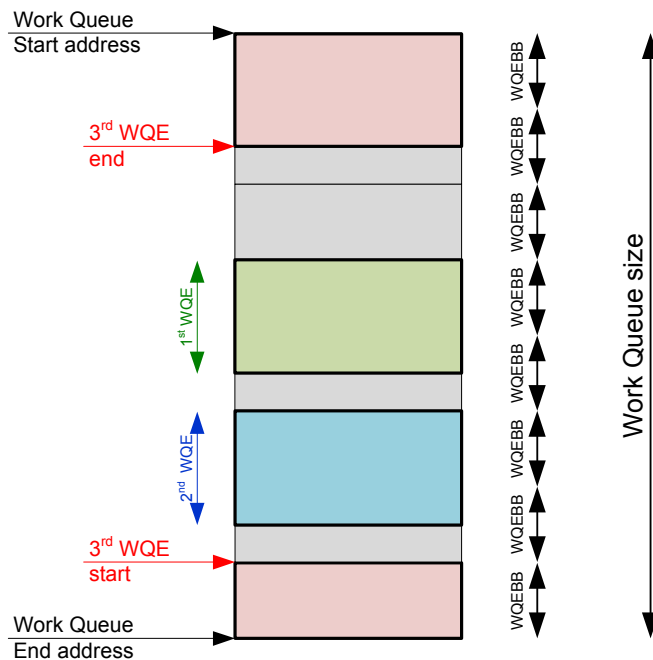 Work Queue
Start address
3rd WQE
end
1st WQE
2nd WQE
3rd WQE
start
Work Queue
End address
WQEBB
WQEBB
WQEBB
WQEBB
WQEBB
WQEBB
WQEBB
WQEBB
Work Queue size